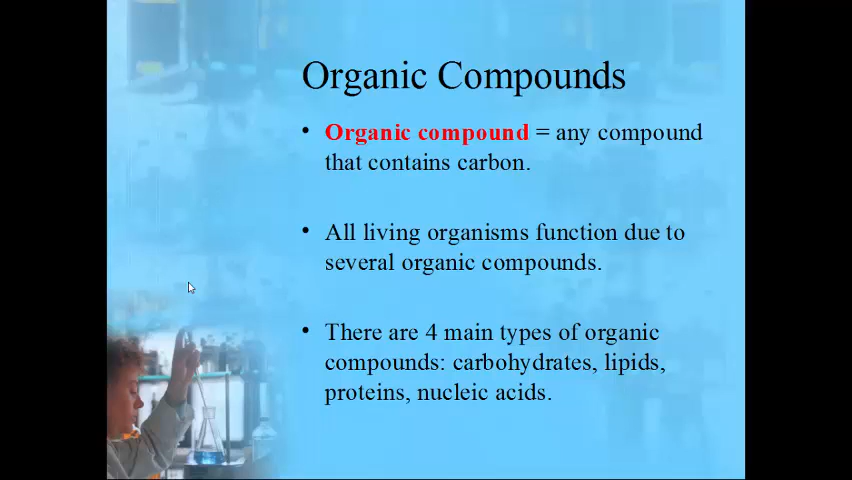 Organic Compounds
• Organic compound = any compound
that contains carbon.
• All living organisms function due to
several organic compounds.
• There are 4 main types of organic
compounds: carbohydrates, lipids,
proteins, nucleic acids.